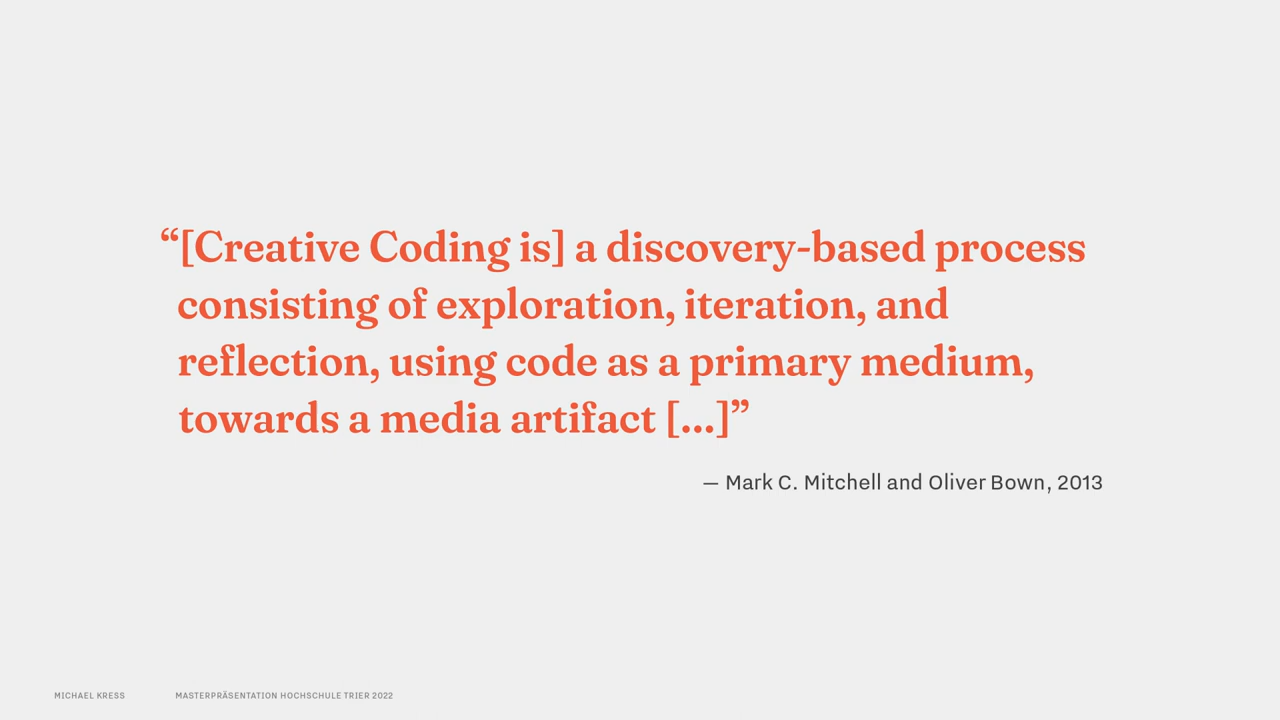 “[Creative Coding is] a discovery-based process
consisting of exploration, iteration, and
reflection, using code as a primary medium,
towards a media artifact [...]”
— Mark C. Mitchell and Oliver Bown, 2013
MICHAEL KRESS MASTERPRÄSENTATION HOCHSCHULE TRIER 2022